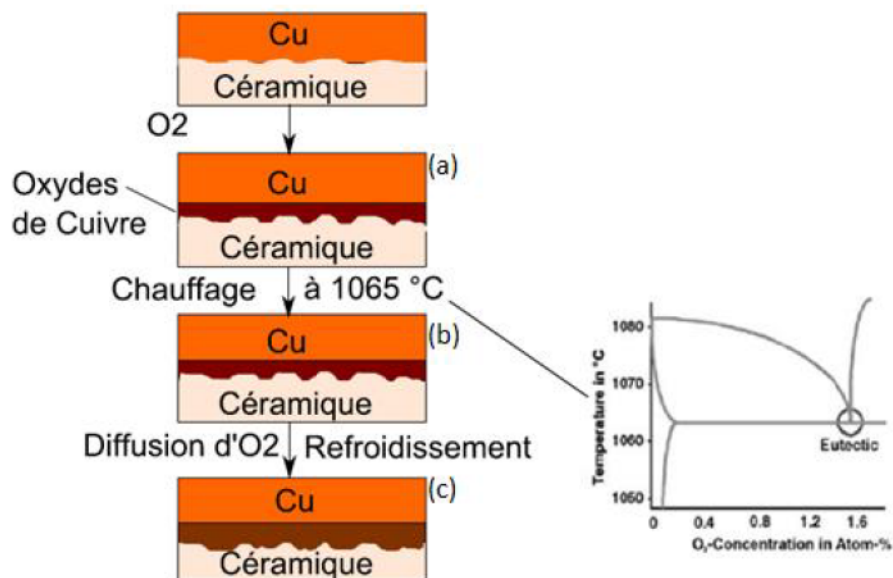 Cu
Céramique
O2
(a)
Cu
Oxydes
de Cuivre
Céramique
Chauffage à 1065 °C
(b)
Cu
Céramique
Diffusion d'O2 Refroidissement
(c)
Cu
Céramique
Temperature in °C
1080
1070
1060
1050
Eutectic
0 0.4 0.8 1.2 1.6
O₂-Concentration in Atom-%